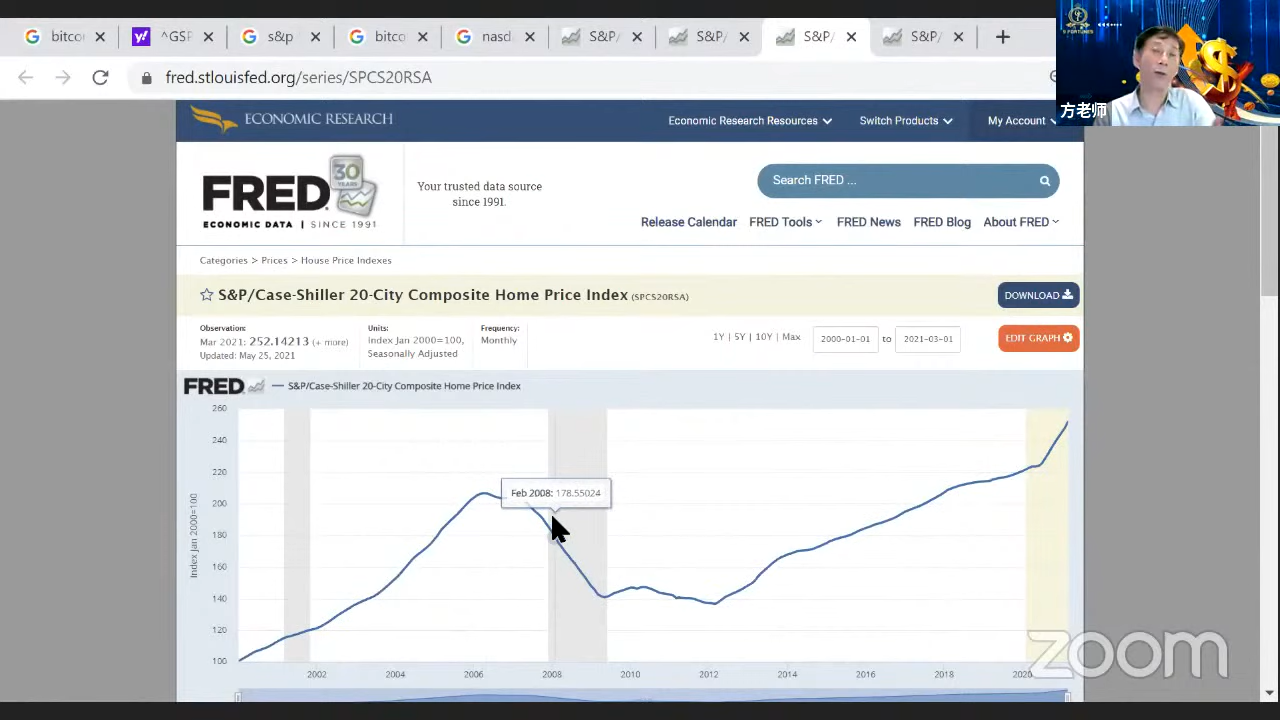 bitco
^GSP
s&p
bitco
nasd
S&P/
S&P/
S&P/
S&P/
fred.stlouisfed.org/series/SPCS20RSA
9 FORTUNES
方老师
ECONOMIC RESEARCH
Economic Research Resources
Switch Products
My Account
FRED
30 YEARS
ECONOMIC DATA | SINCE 1991
Your trusted data source
since 1991.
Search FRED ...
Release Calendar
FRED Tools
FRED News
FRED Blog
About FRED
Categories > Prices > House Price Indexes
S&P/Case-Shiller 20-City Composite Home Price Index (SPCS20RSA)
DOWNLOAD
Observation:
Mar 2021: 252.14213 (+ more)
Updated: May 25, 2021
Units:
Index Jan 2000=100,
Seasonally Adjusted
Frequency:
Monthly
1Y | 5Y | 10Y | Max
2000-01-01 to 2021-03-01
EDIT GRAPH
FRED
S&P/Case-Shiller 20-City Composite Home Price Index
260
240
220
200
180
160
140
120
100
Index Jan 2000=100
Feb 2008: 178.55024
2002
2004
2006
2008
2010
2012
2014
2016
2018
2020
zoom